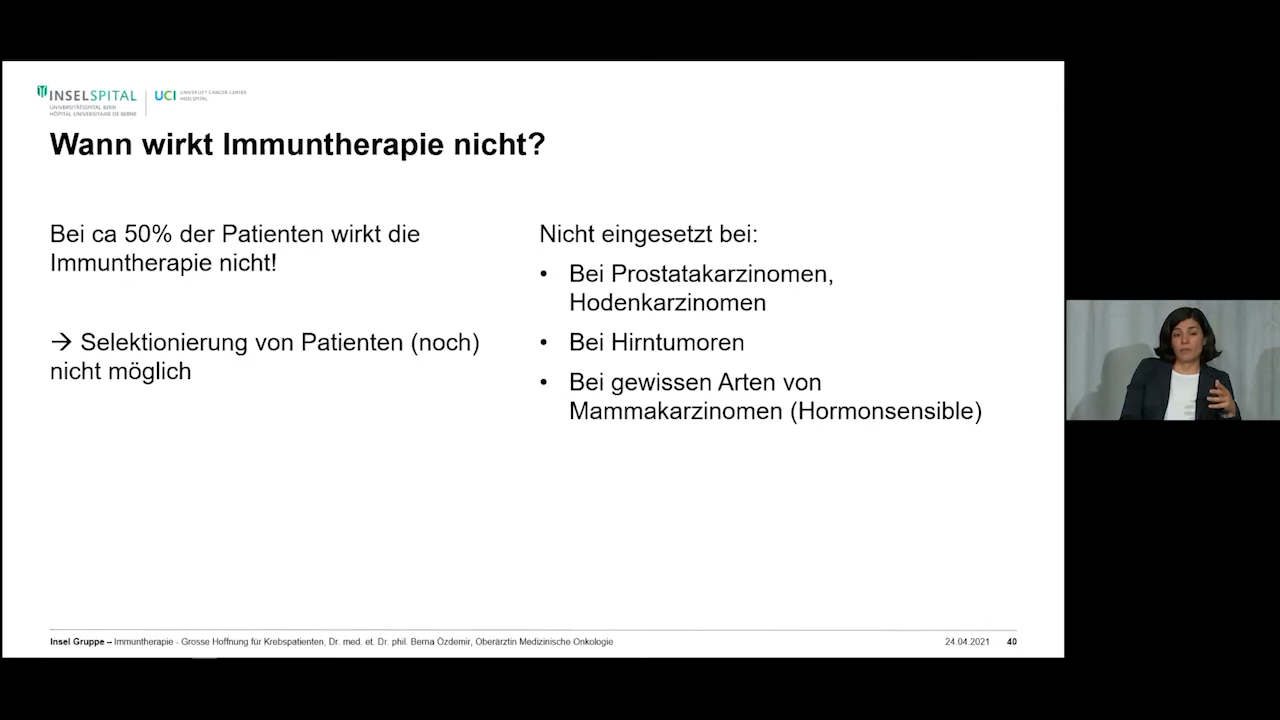 INSELSPITAL
UNIVERSITÄTSSPITAL BERN
HÔPITAL UNIVERSITAIRE DE BERNE
UCI UNIVERSITY CANCER CENTER
INSELSPITAL
Wann wirkt Immuntherapie nicht?
Bei ca 50% der Patienten wirkt die
Immuntherapie nicht!
→ Selektionierung von Patienten (noch)
nicht möglich
Nicht eingesetzt bei:
• Bei Prostatakarzinomen,
Hodenkarzinomen
• Bei Hirntumoren
• Bei gewissen Arten von
Mammakarzinomen (Hormonsensible)
Insel Gruppe – Immuntherapie - Grosse Hoffnung für Krebspatienten, Dr. med. et. Dr. phil. Berna Özdemir, Oberärztin Medizinische Onkologie
24.04.2021 40